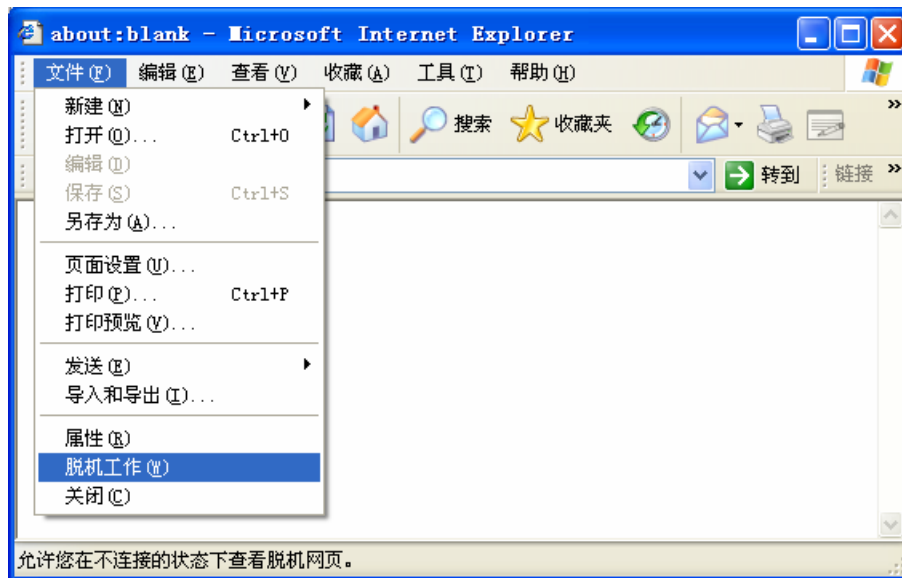 about:blank - Microsoft Internet Explorer
文件(F) 编辑(E) 查看(V) 收藏(A) 工具(T) 帮助(H)
搜索 收藏夹
转到 链接
新建(N)
打开(O)... Ctrl+O
编辑(D)
保存(S) Ctrl+S
另存为(A)...
页面设置(U)...
打印(P)... Ctrl+P
打印预览(V)...
发送(E)
导入和导出(I)...
属性(R)
脱机工作(W)
关闭(C)
允许您在不连接的状态下查看脱机网页。